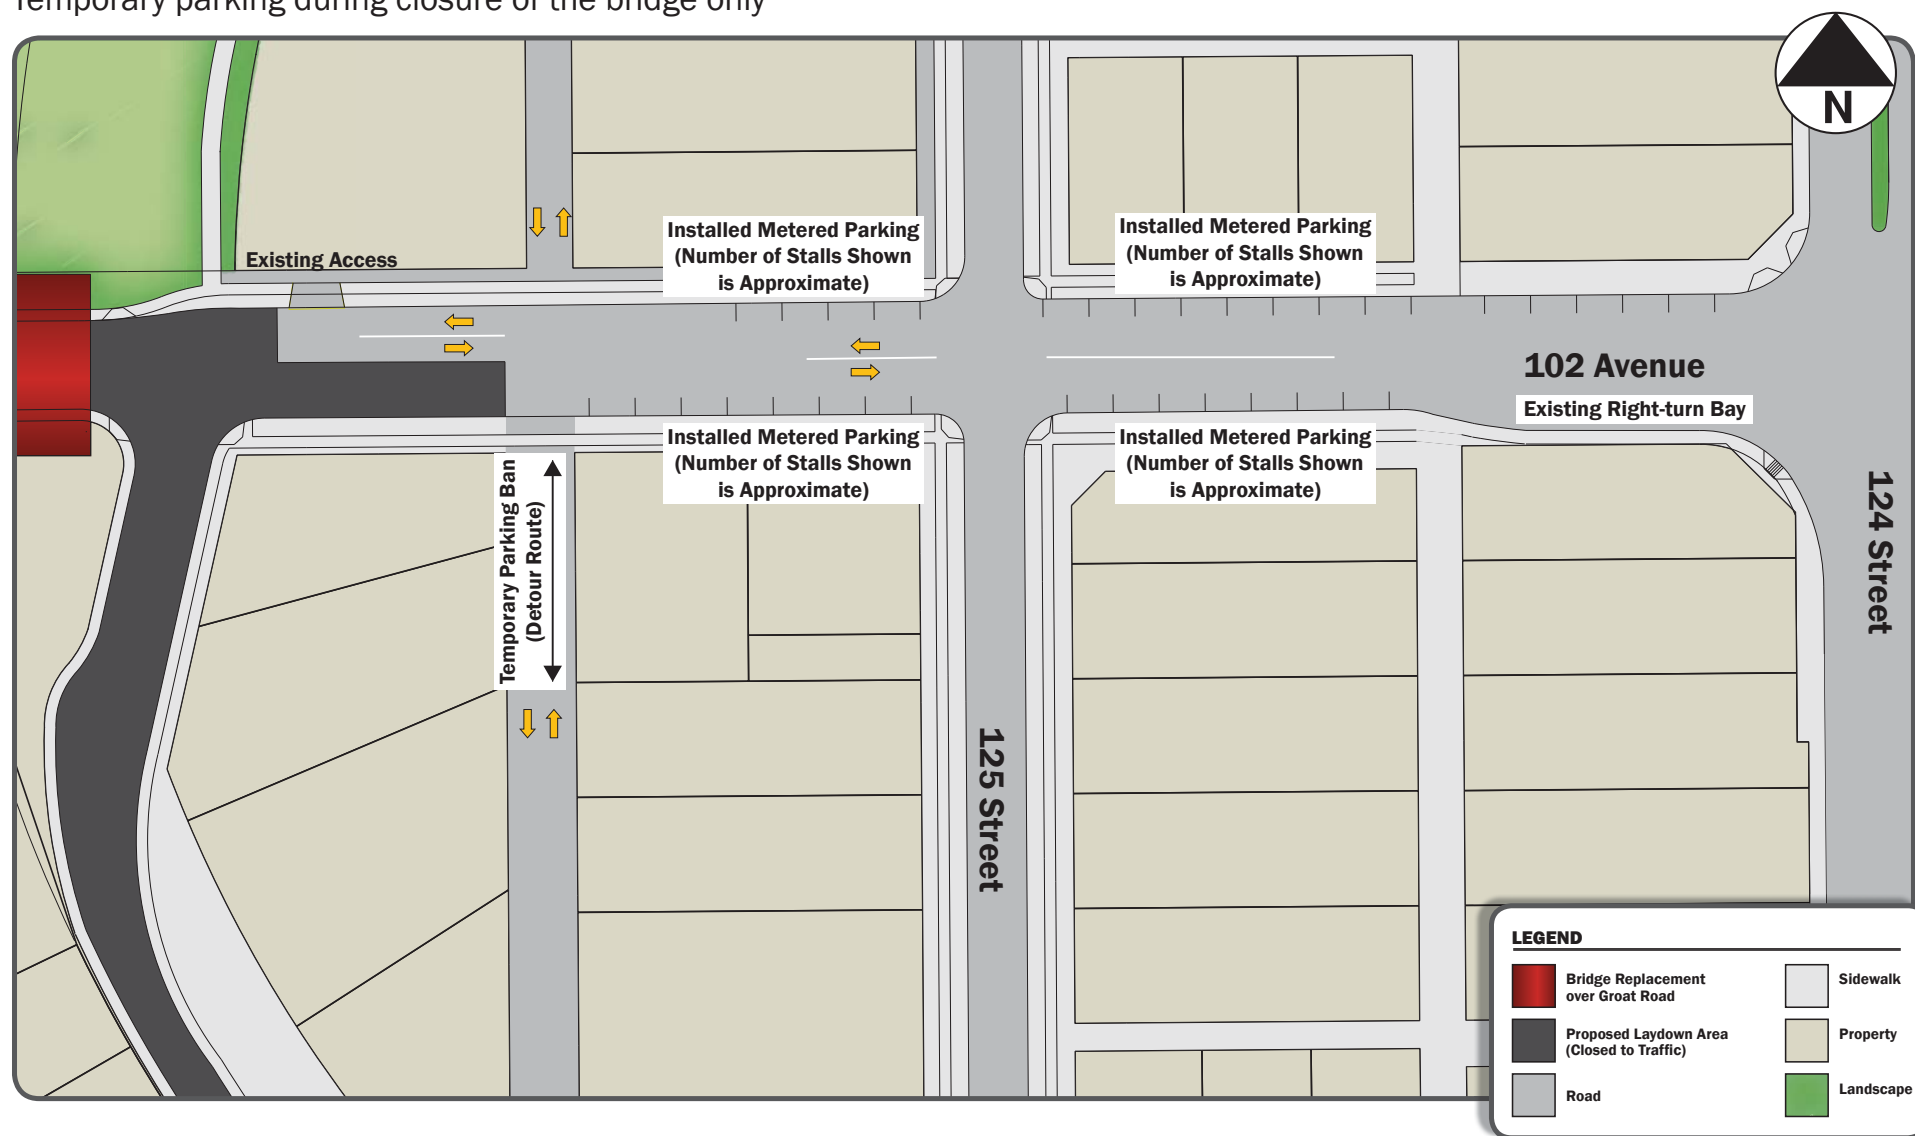 Temporary parking during closure of the bridge only
N
Existing Access
Installed Metered Parking
(Number of Stalls Shown
is Approximate)
Installed Metered Parking
(Number of Stalls Shown
is Approximate)
102 Avenue
Existing Right-turn Bay
Installed Metered Parking
(Number of Stalls Shown
is Approximate)
Installed Metered Parking
(Number of Stalls Shown
is Approximate)
Temporary Parking Ban
(Detour Route)
124 Street
125 Street
LEGEND
Bridge Replacement
over Groat Road
Proposed Laydown Area
(Closed to Traffic)
Road
Sidewalk
Property
Landscape